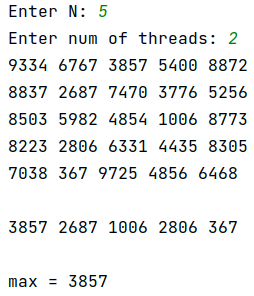 Enter N: 5
Enter num of threads: 2
9334 6767 3857 5400 8872
8837 2687 7470 3776 5256
8503 5982 4854 1006 8773
8223 2806 6331 4435 8305
7038 367 9725 4856 6468
3857 2687 1006 2806 367
max = 3857